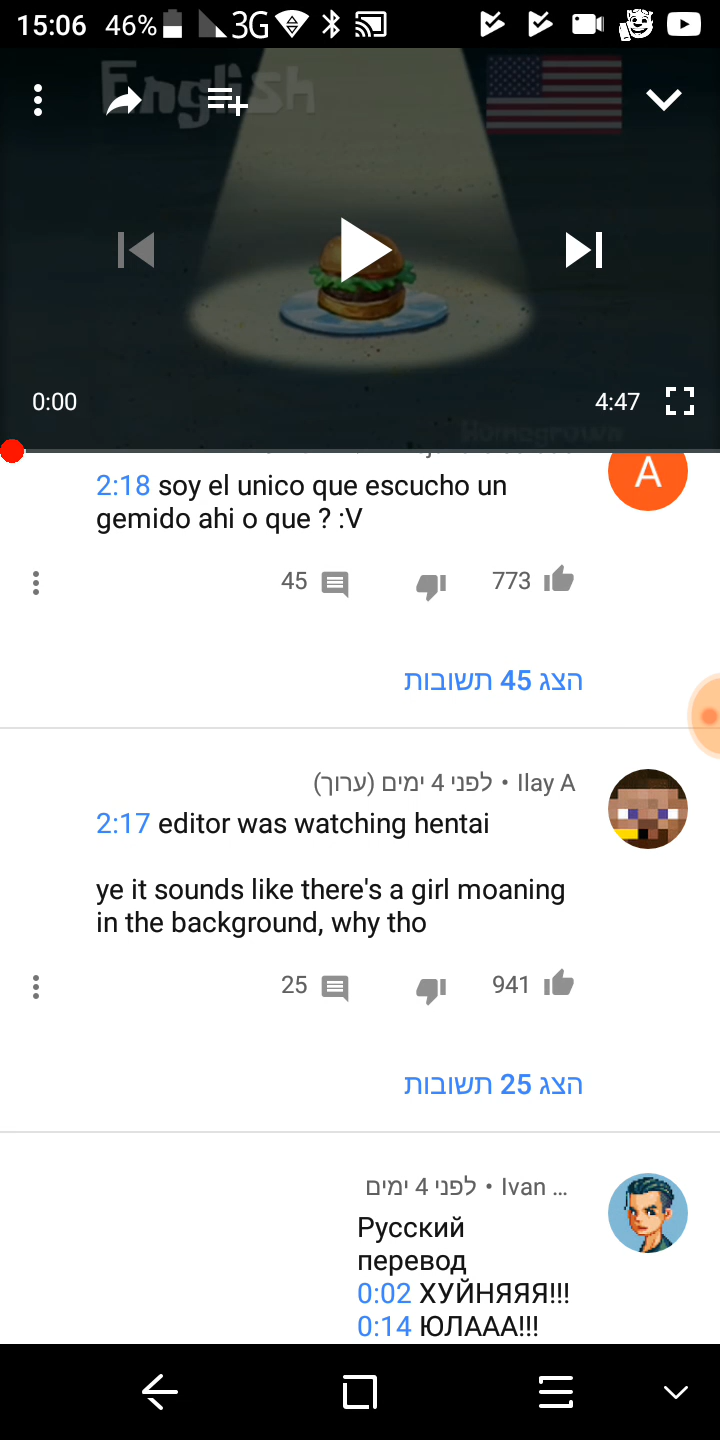 15:06 46% 3G
English
0:00
4:47
Homegrown
2:18 soy el unico que escucho un
gemido ahi o que ? :V
A
45
773
הצג 45 תשובות
Ilay A • לפני 4 ימים (ערוך)
2:17 editor was watching hentai
ye it sounds like there's a girl moaning
in the background, why tho
25
941
הצג 25 תשובות
Ivan ... • לפני 4 ימים
Русский
перевод
0:02 ХУЙНЯЯЯ!!!
0:14 ЮЛААА!!!